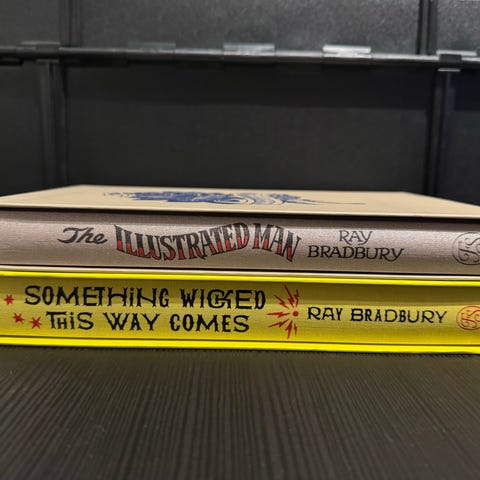 The ILLUSTRATED MAN
RAY
BRADBURY
SOMETHING WICKED
THIS WAY COMES
RAY BRADBURY